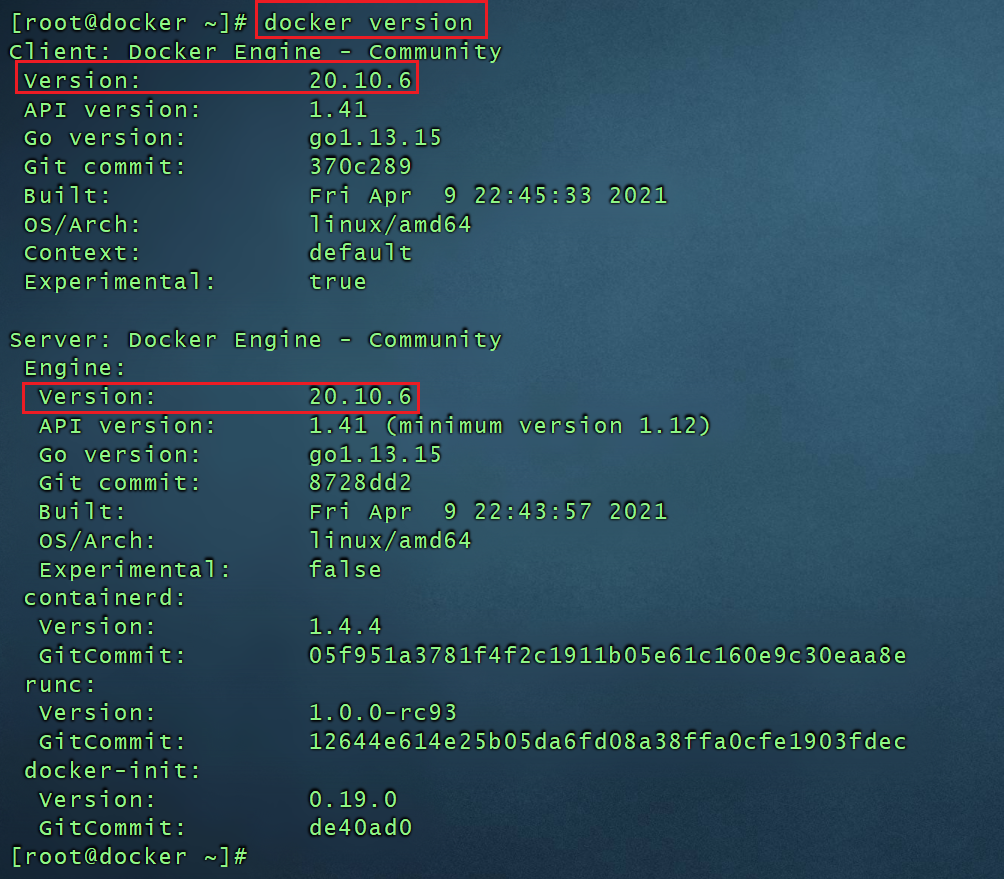 [root@docker ~]# docker version
Client: Docker Engine - Community
 Version:           20.10.6
 API version:       1.41
 Go version:        go1.13.15
 Git commit:        370c289
 Built:             Fri Apr  9 22:45:33 2021
 OS/Arch:           linux/amd64
 Context:           default
 Experimental:      true

Server: Docker Engine - Community
 Engine:
  Version:          20.10.6
  API version:      1.41 (minimum version 1.12)
  Go version:       go1.13.15
  Git commit:       8728dd2
  Built:            Fri Apr  9 22:43:57 2021
  OS/Arch:          linux/amd64
  Experimental:     false
 containerd:
  Version:          1.4.4
  GitCommit:        05f951a3781f4f2c1911b05e61c160e9c30eaa8e
 runc:
  Version:          1.0.0-rc93
  GitCommit:        12644e614e25b05da6fd08a38ffa0cfe1903fdec
 docker-init:
  Version:          0.19.0
  GitCommit:        de40ad0
[root@docker ~]#